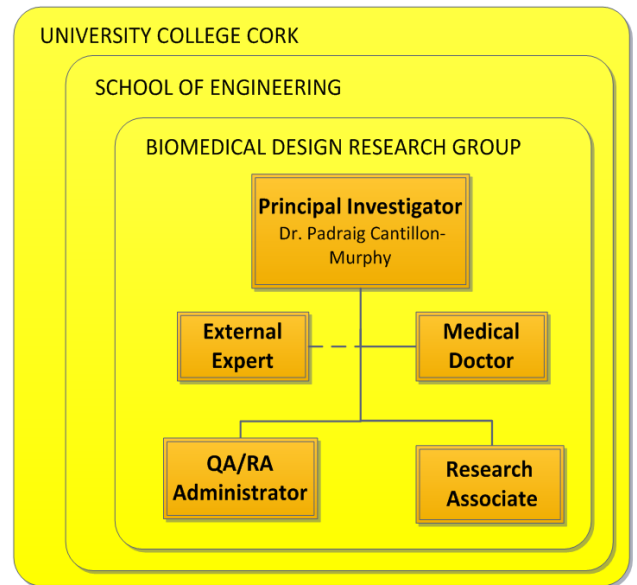 UNIVERSITY COLLEGE CORK
SCHOOL OF ENGINEERING
BIOMEDICAL DESIGN RESEARCH GROUP
Principal Investigator
Dr. Padraig Cantillon-
Murphy
External
Expert
Medical
Doctor
QA/RA
Administrator
Research
Associate